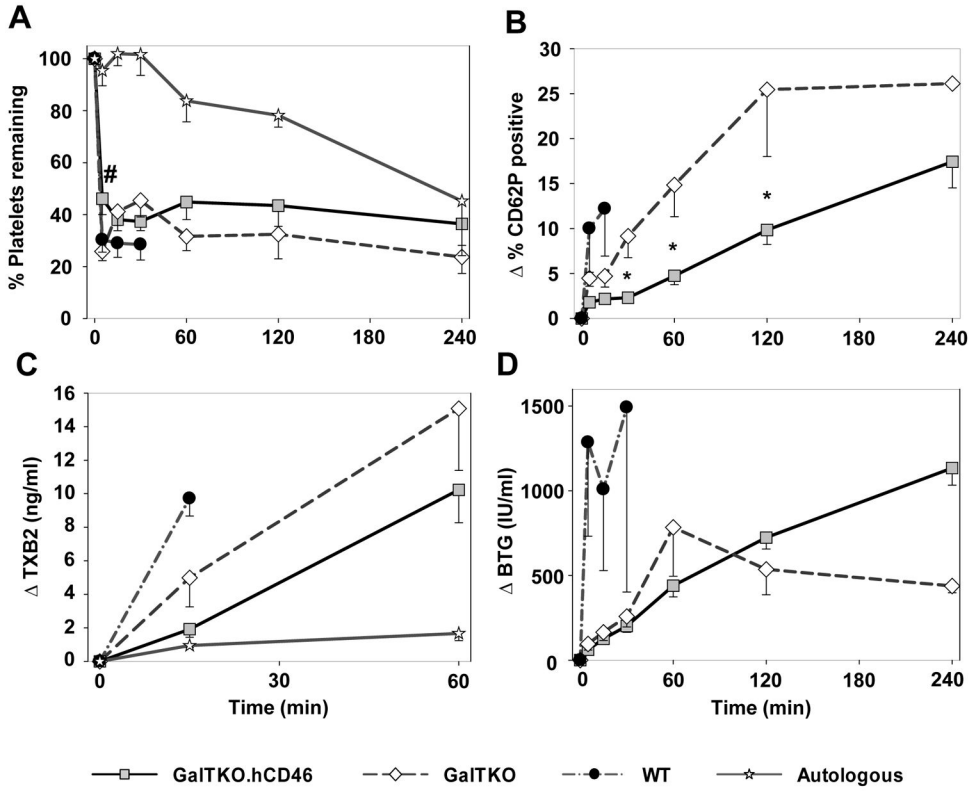 A
% Platelets remaining
100
80
60
40
20
0
#
0 60 120 180 240
B
Δ % CD62P positive
30
25
20
15
10
5
0
* * *
0 60 120 180 240
C
Δ TXB2 (ng/ml)
16
14
12
10
8
6
4
2
0
0 30 60
Time (min)
D
Δ BTG (IU/ml)
1500
1000
500
0
0 60 120 180 240
Time (min)
GalTKO.hCD46 GalTKO WT Autologous